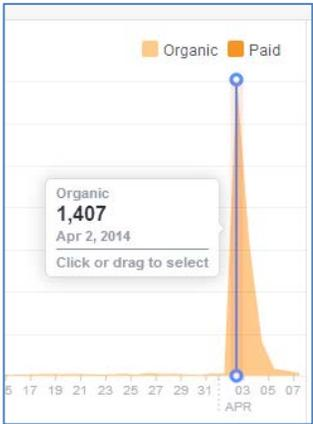 Organic Paid
Organic
1,407
Apr 2, 2014
Click or drag to select
5 17 19 21 23 25 27 29 31 03 05 07
APR